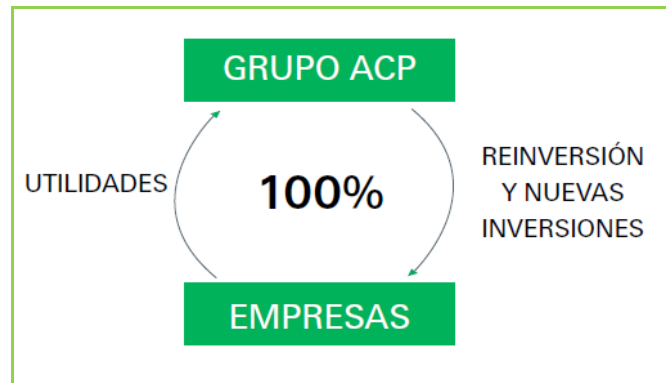 GRUPO ACP
UTILIDADES
100%
REINVERSIÓN
Y NUEVAS
INVERSIONES
EMPRESAS